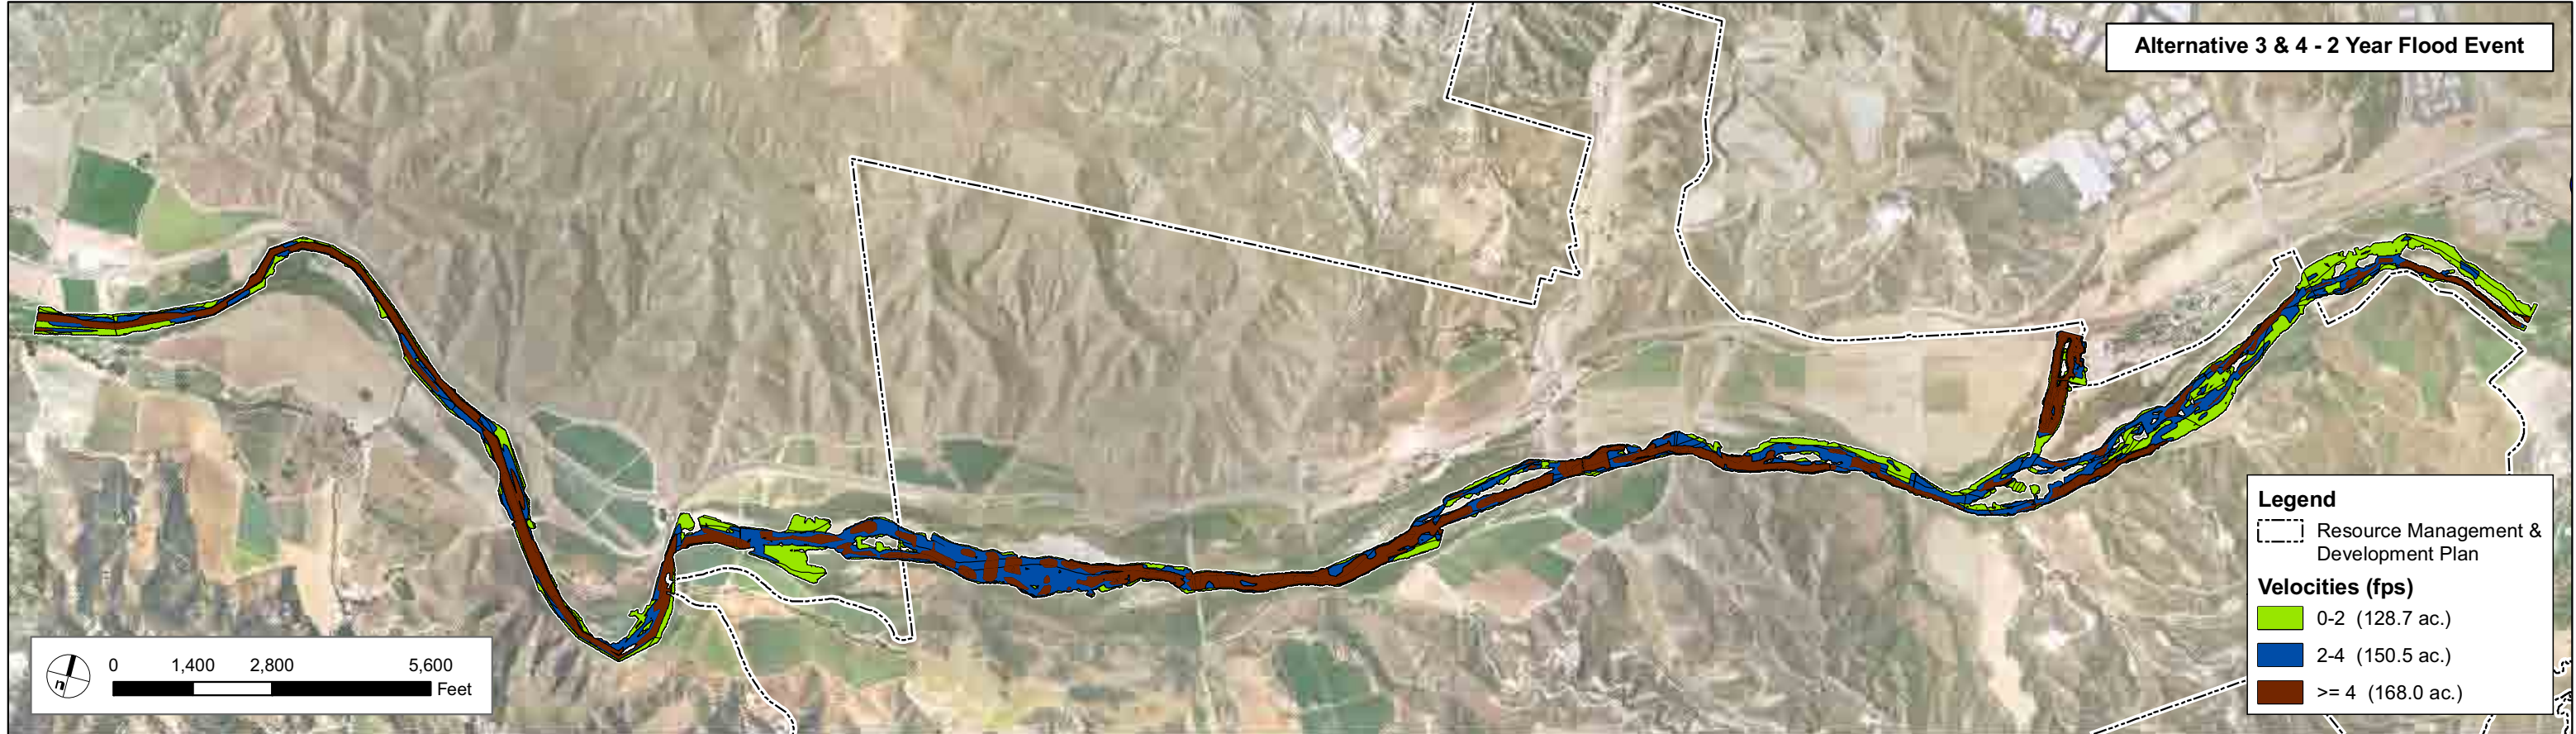 Alternative 3 & 4 - 2 Year Flood Event
Legend
Resource Management &
Development Plan
Velocities (fps)
0-2 (128.7 ac.)
2-4 (150.5 ac.)
>= 4 (168.0 ac.)
n
0 1,400 2,800 5,600
Feet